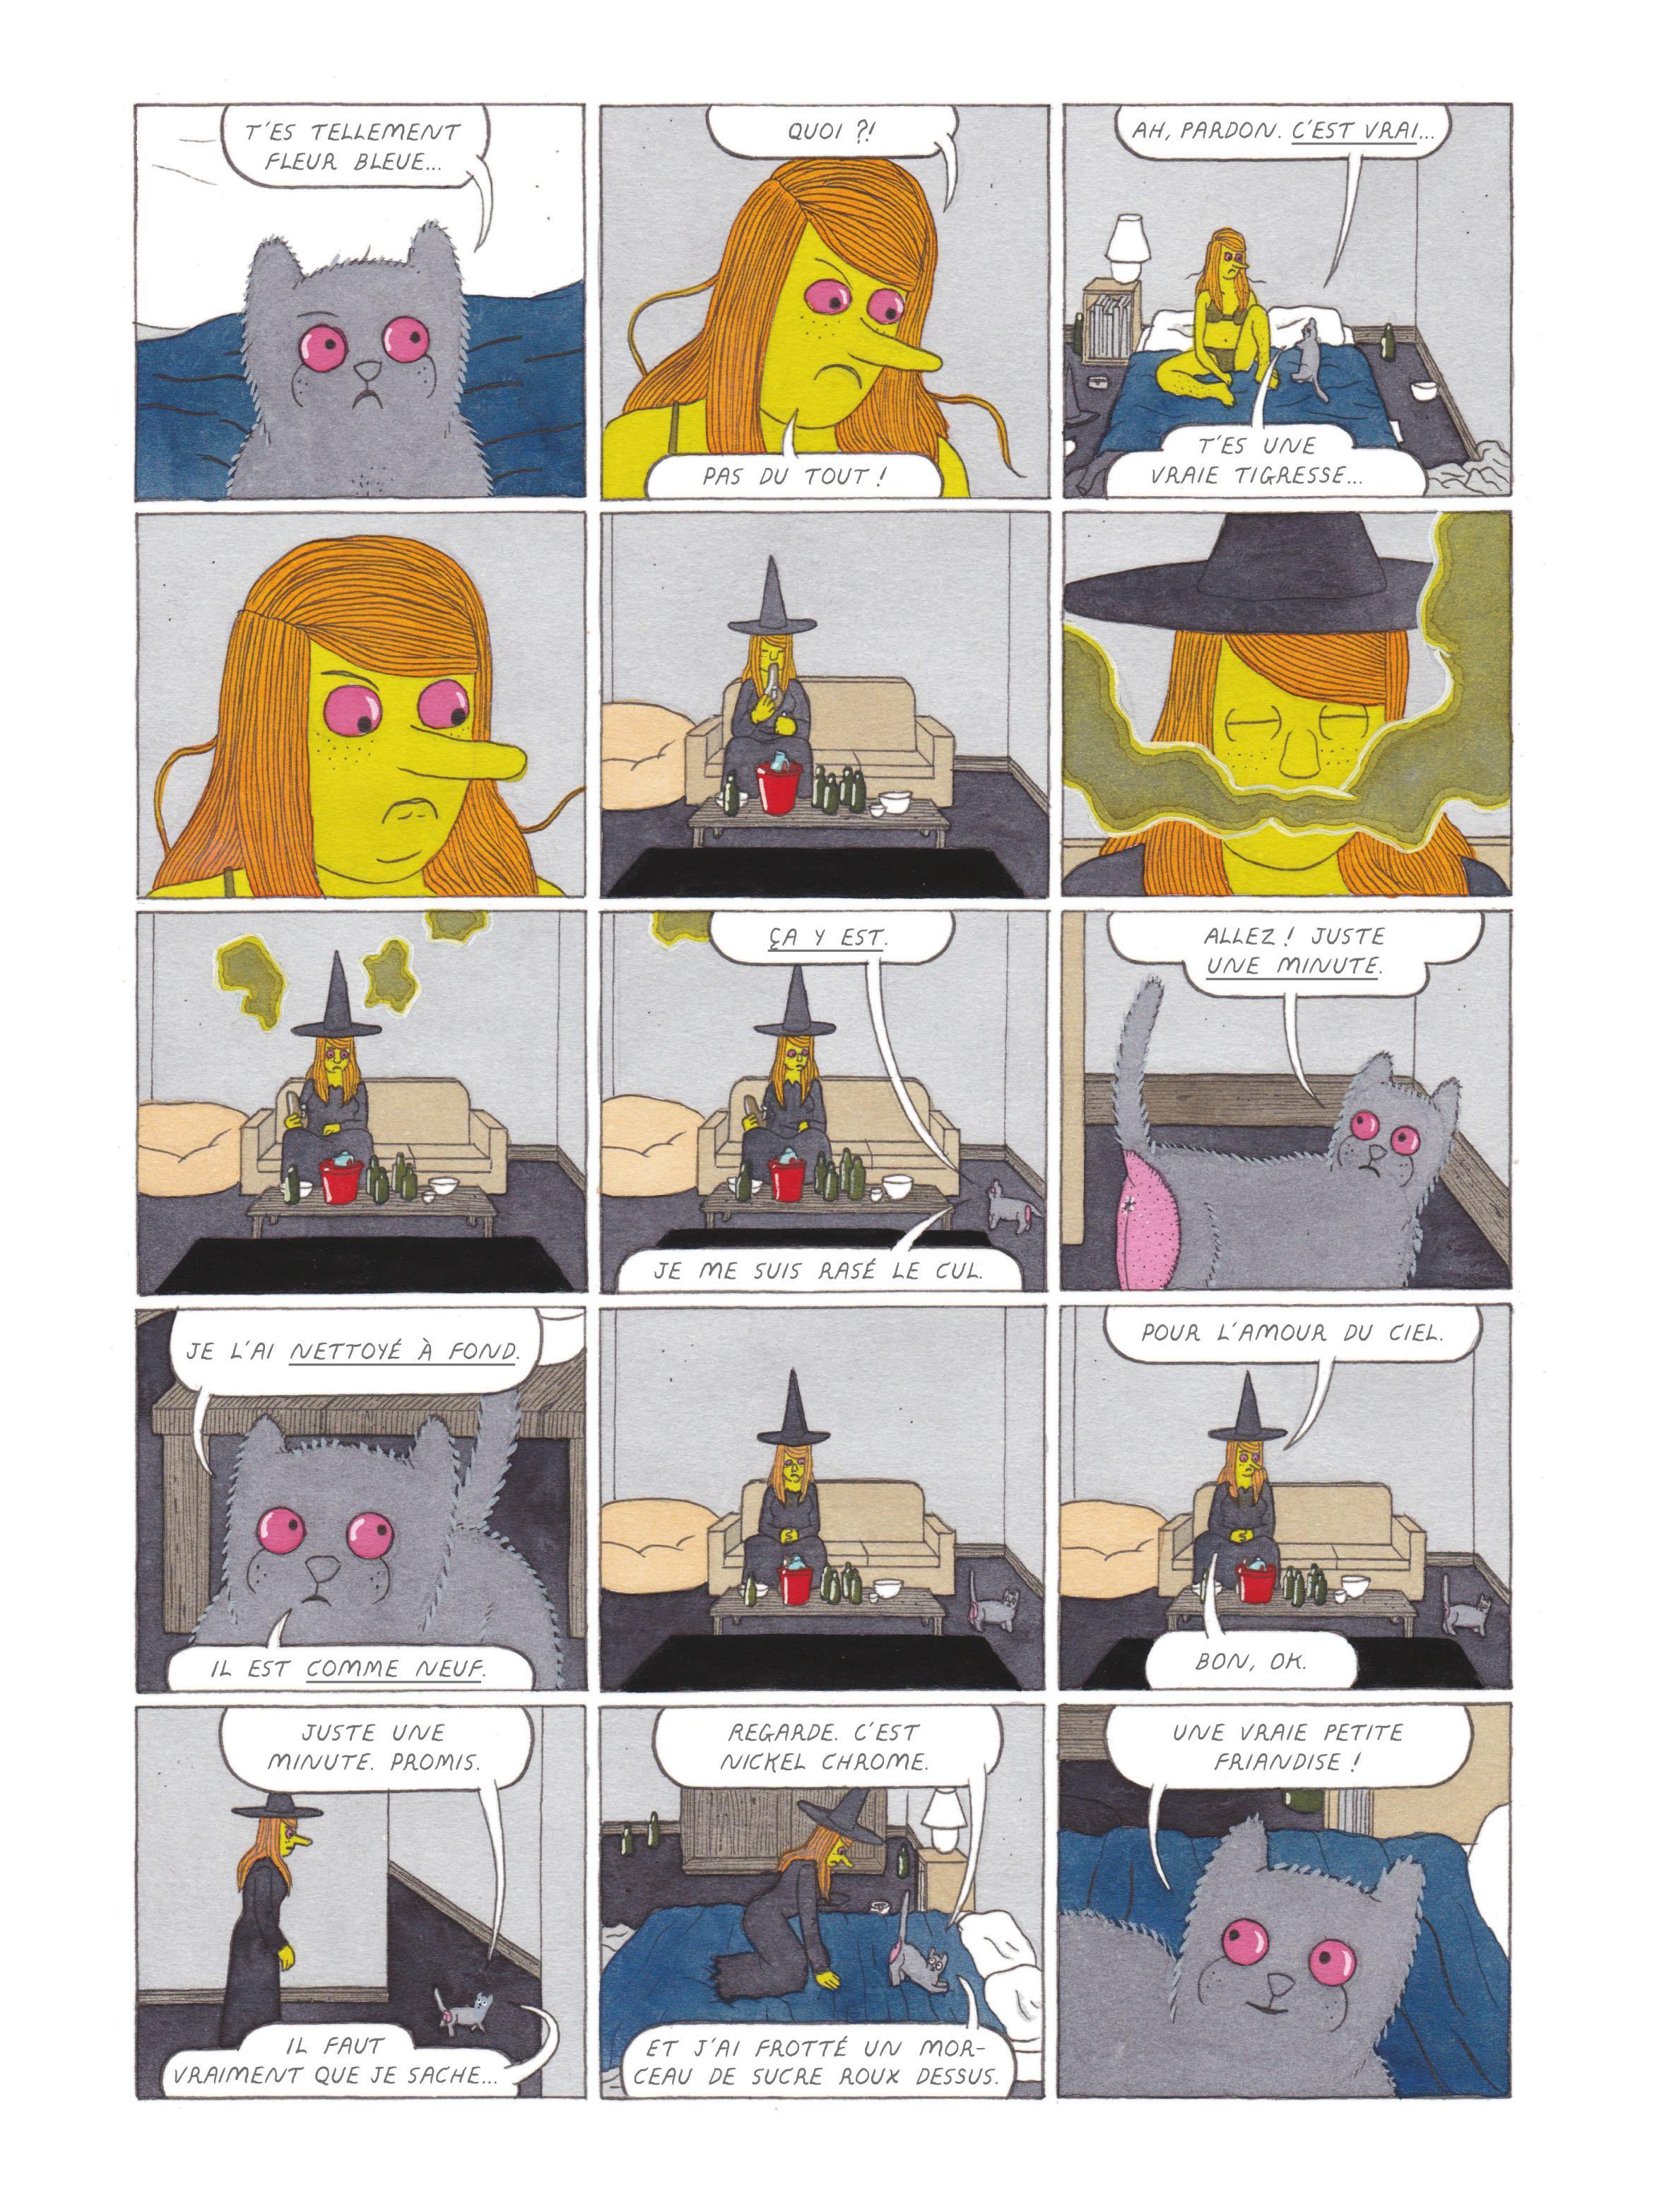 T'ES TELLEMENT
FLEUR BLEUE...
QUOI ?!
PAS DU TOUT !
AH, PARDON. C'EST VRAI...
T'ES UNE
VRAIE TIGRESSE...
ÇA Y EST.
JE ME SUIS RASÉ LE CUL.
ALLEZ ! JUSTE
UNE MINUTE.
JE L'AI NETTOYÉ À FOND.
IL EST COMME NEUF.
POUR L'AMOUR DU CIEL.
BON, OK.
JUSTE UNE
MINUTE. PROMIS.
IL FAUT
VRAIMENT QUE JE SACHE...
REGARDE. C'EST
NICKEL CHROME.
ET J'AI FROTTÉ UN MOR-
CEAU DE SUCRE ROUX DESSUS.
UNE VRAIE PETITE
FRIANDISE !